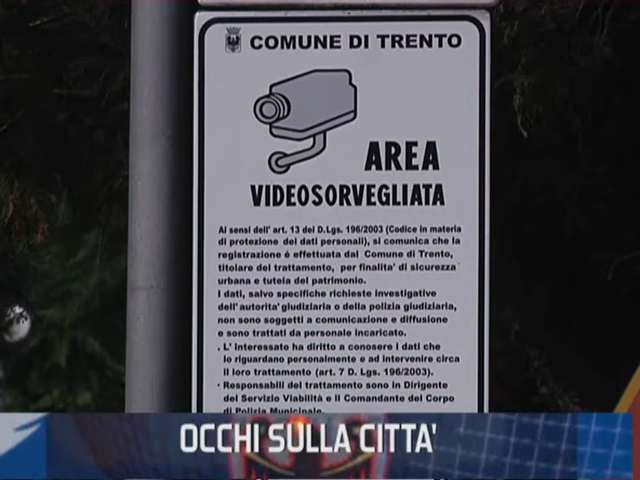 COMUNE DI TRENTO
AREA
VIDEOSORVEGLIATA
Ai sensi dell' art. 13 del D.Lgs. 196/2003 (Codice in materia
di protezione dei dati personali), si comunica che la
registrazione é effettuata dal Comune di Trento,
titolare del trattamento, per finalita' di sicurezza
urbana e tutela del patrimonio.
I dati, salvo specifiche richieste investigative
dell'autorita' giudiziaria o della polizia giudiziaria,
non sono soggetti a comunicazione e diffusione
e sono trattati da personale incaricato.
. L' interessato ha diritto a conoscere i dati che
lo riguardano personalmente e ad intervenire circa
il loro trattamento (art. 7 D. Lgs. 196/2003).
· Responsabili del trattamento sono in Dirigente
del Servizio Viabilità e il Comandante del Corpo
di Polizia Municipale.
OCCHI SULLA CITTA'